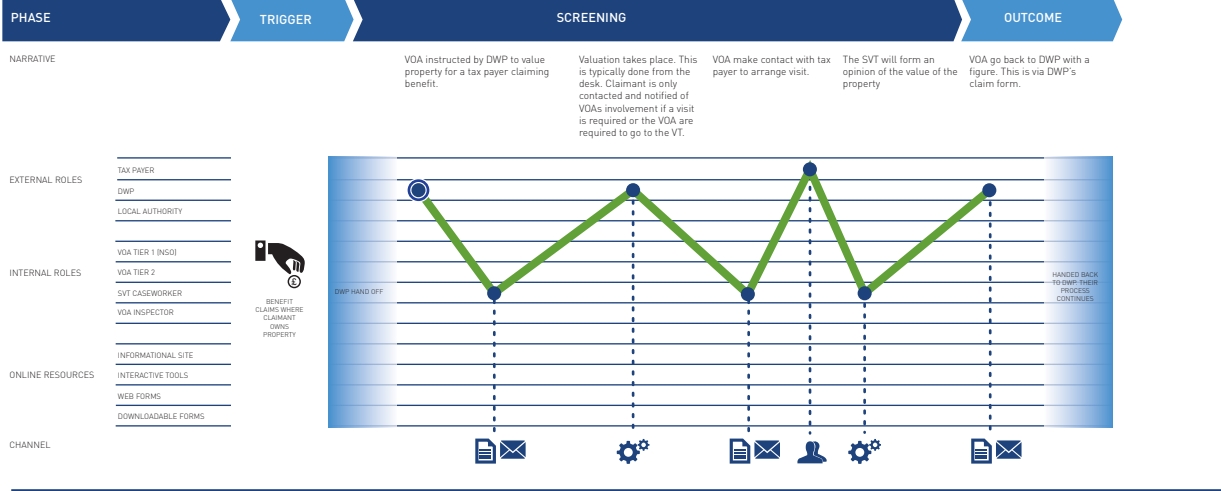 PHASE
TRIGGER
SCREENING
OUTCOME
NARRATIVE
VOA instructed by DWP to value
property for a tax payer claiming
benefit.
Valuation takes place. This
is typically done from the
desk. Claimant is only
contacted and notified of
VOAs involvement if a visit
is required or the VOA are
required to go to the VT.
VOA make contact with tax
payer to arrange visit.
The SVT will form an
opinion of the value of the
property
VOA go back to DWP with a
figure. This is via DWP's
claim form.
EXTERNAL ROLES
TAX PAYER
DWP
LOCAL AUTHORITY
INTERNAL ROLES
VOA TIER 1 (NSO)
VOA TIER 2
SVT CASEWORKER
VOA INSPECTOR
£
BENEFIT
CLAIMS WHERE
CLAIMANT
OWNS
PROPERTY
DWP HAND OFF
HANDED BACK
TO DWP. THEIR
PROCESS
CONTINUES
ONLINE RESOURCES
INFORMATIONAL SITE
INTERACTIVE TOOLS
WEB FORMS
DOWNLOADABLE FORMS
CHANNEL